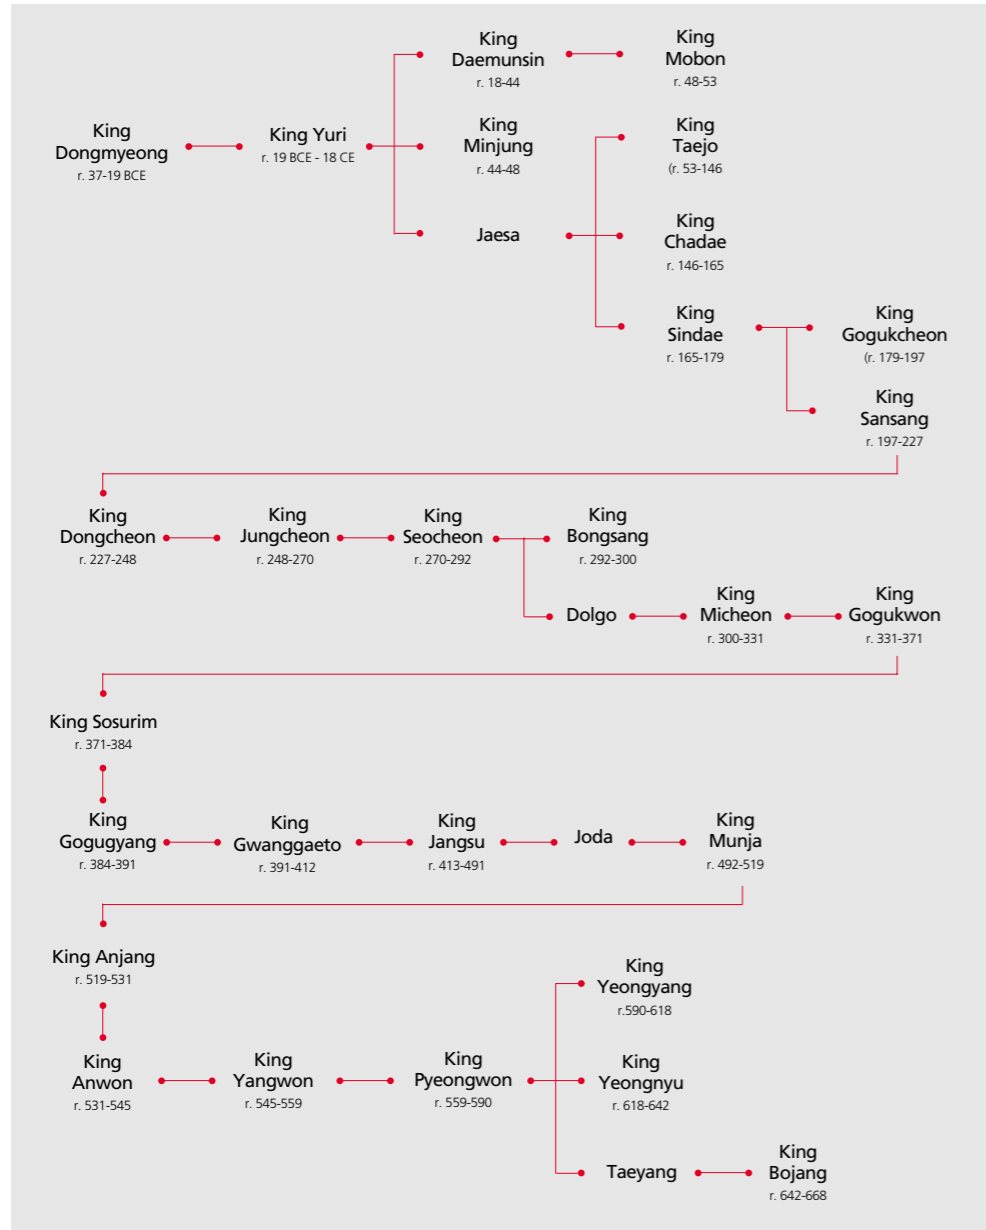 King
Daemunsin
r. 18-44
King
Mobon
r. 48-53
King
Dongmyeong
r. 37-19 BCE
King Yuri
r. 19 BCE - 18 CE
King
Minjung
r. 44-48
King
Taejo
(r. 53-146
Jaesa
King
Chadae
r. 146-165
King
Sindae
r. 165-179
King
Gogukcheon
(r. 179-197
King
Sansang
r. 197-227
King
Dongcheon
r. 227-248
King
Jungcheon
r. 248-270
King
Seocheon
r. 270-292
King
Bongsang
r. 292-300
Dolgo
King
Micheon
r. 300-331
King
Gogukwon
r. 331-371
King Sosurim
r. 371-384
King
Gogugyang
r. 384-391
King
Gwanggaeto
r. 391-412
King
Jangsu
r. 413-491
Joda
King
Munja
r. 492-519
King Anjang
r. 519-531
King
Yeongyang
r.590-618
King
Anwon
r. 531-545
King
Yangwon
r. 545-559
King
Pyeongwon
r. 559-590
King
Yeongnyu
r. 618-642
Taeyang
King
Bojang
r. 642-668